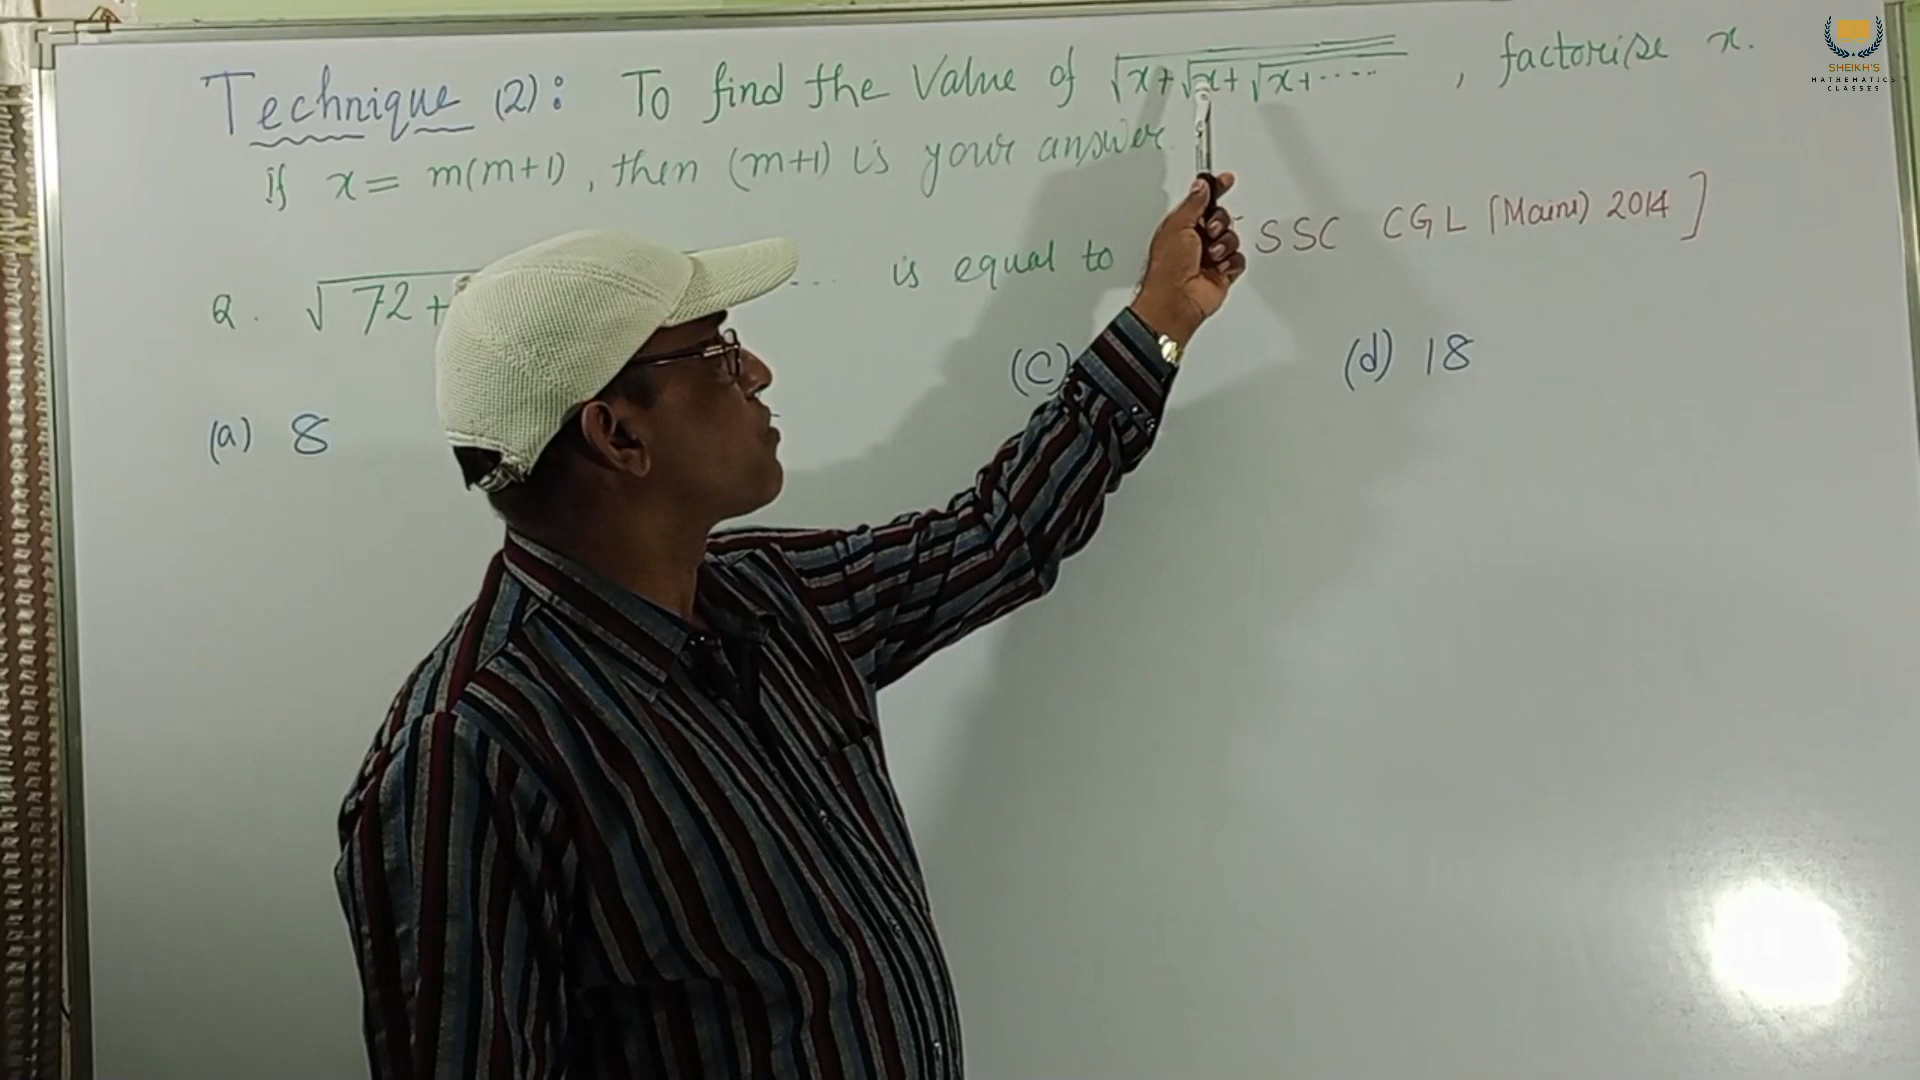 Technique (2): To find the Value of √x+√x+√x+····· , factorise x.
if x = m(m+1), then (m+1) is your answer.
Q. √72+ ... is equal to [SSC CGL (Mains) 2014]
(a) 8 (c) (d) 18
SHEIKH'S
MATHEMATICS
CLASSES